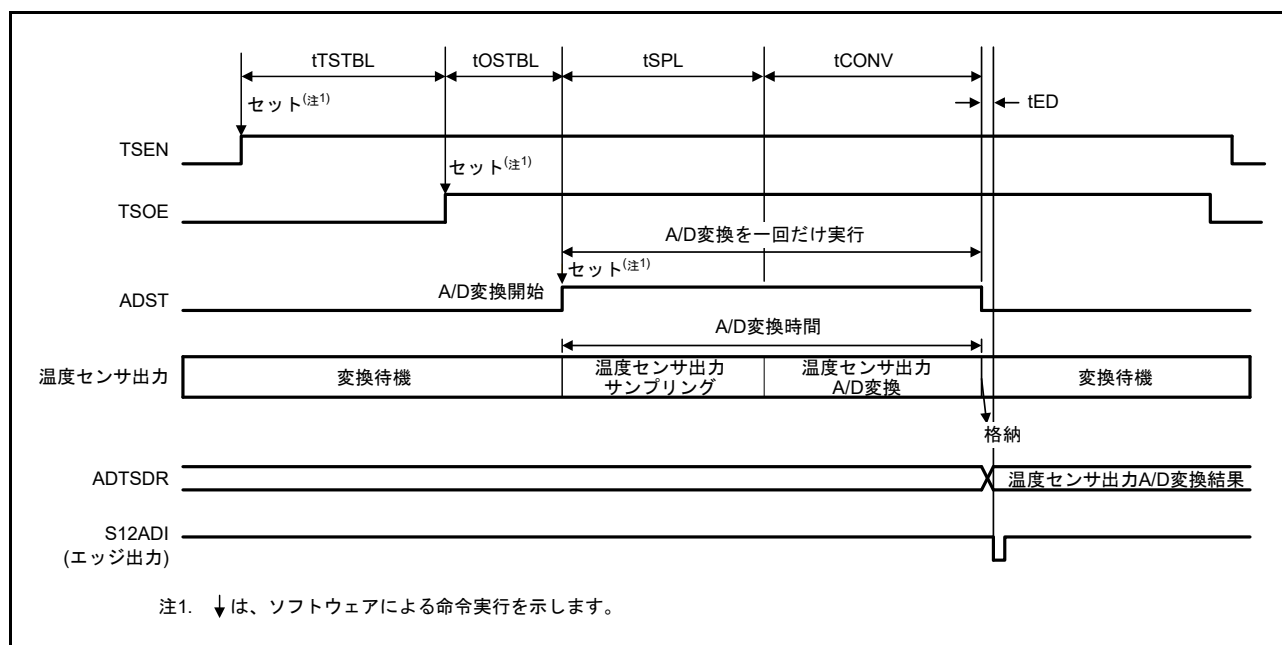 tTSTBL
tOSTBL
tSPL
tCONV
tED
セット(注1)
TSEN
セット(注1)
TSOE
A/D変換を一回だけ実行
セット(注1)
A/D変換開始
ADST
A/D変換時間
温度センサ出力
変換待機
温度センサ出力
サンプリング
温度センサ出力
A/D変換
変換待機
格納
ADTSDR
温度センサ出力A/D変換結果
S12ADI
(エッジ出力)
注1. ↓は、ソフトウェアによる命令実行を示します。